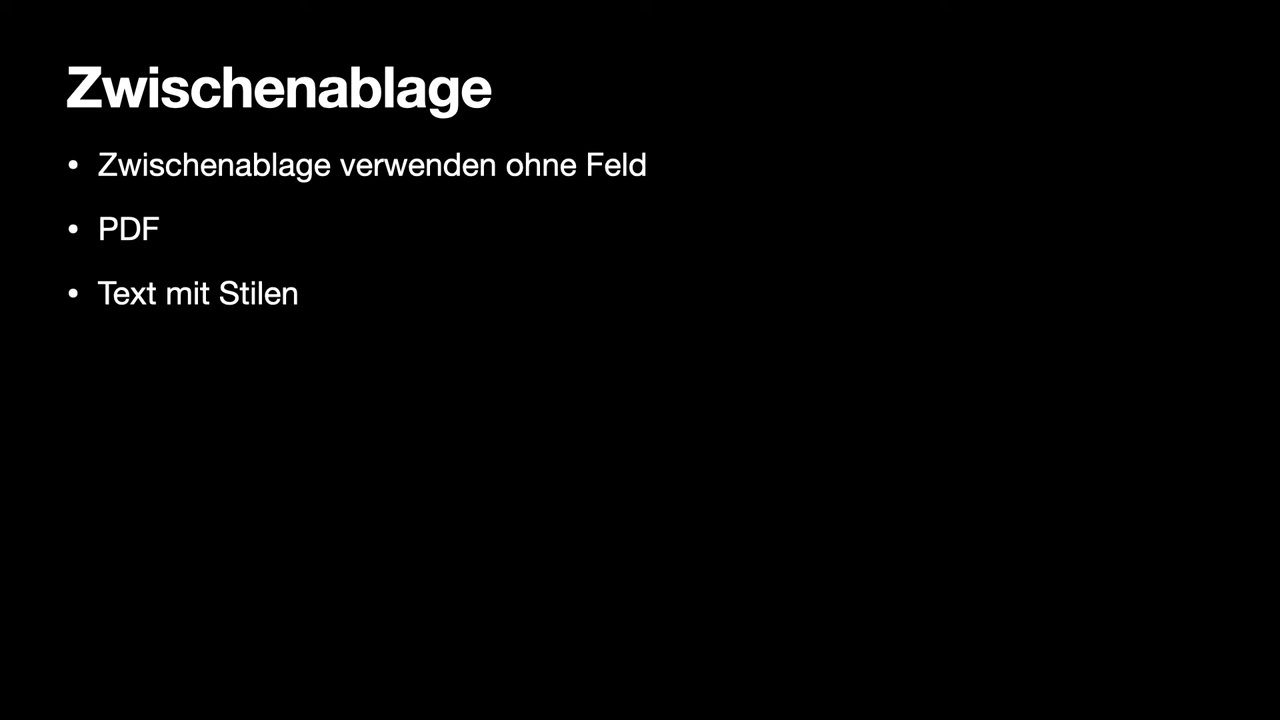 Zwischenablage
• Zwischenablage verwenden ohne Feld
• PDF
• Text mit Stilen